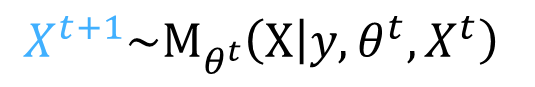 X^{t+1}~M_{θ^t}(X|y, θ^t, X^t)